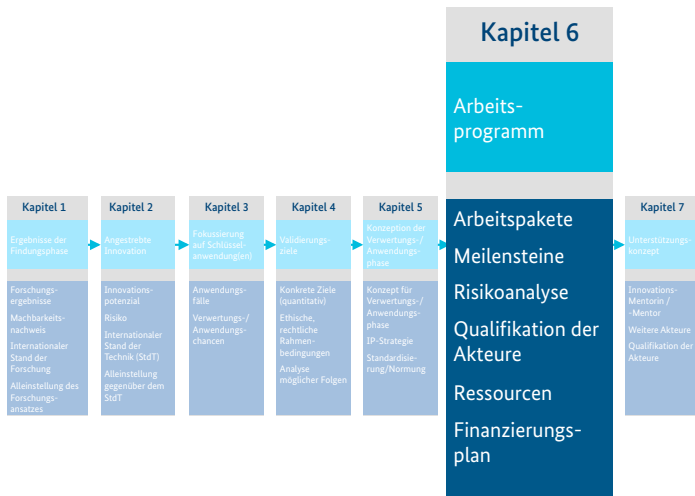 Kapitel 1
Ergebnisse der
Findungsphase
Forschungs-
ergebnisse
Machbarkeits-
nachweis
Internationaler
Stand der
Forschung
Alleinstellung des
Forschungs-
ansatzes
Kapitel 2
Angestrebte
Innovation
Innovations-
potenzial
Risiko
Internationaler
Stand der
Technik (StdT)
Alleinstellung
gegenüber dem
StdT
Kapitel 3
Fokussierung
auf Schlüssel-
anwendung(en)
Anwendungs-
fälle
Verwertungs-/
Anwendungs-
chancen
Kapitel 4
Validierungs-
ziele
Konkrete Ziele
(quantitativ)
Ethische,
rechtliche
Rahmen-
bedingungen
Analyse
möglicher Folgen
Kapitel 5
Konzeption der
Verwertungs-/
Anwendungs-
phase
Konzept für
Verwertungs-/
Anwendungs-
phase
IP-Strategie
Standardisie-
rung/Normung
Kapitel 6
Arbeits-
programm
Arbeitspakete
Meilensteine
Risikoanalyse
Qualifikation der
Akteure
Ressourcen
Finanzierungs-
plan
Kapitel 7
Unterstützungs-
konzept
Innovations-
Mentorin /
-Mentor
Weitere Akteure
Qualifikation der
Akteure